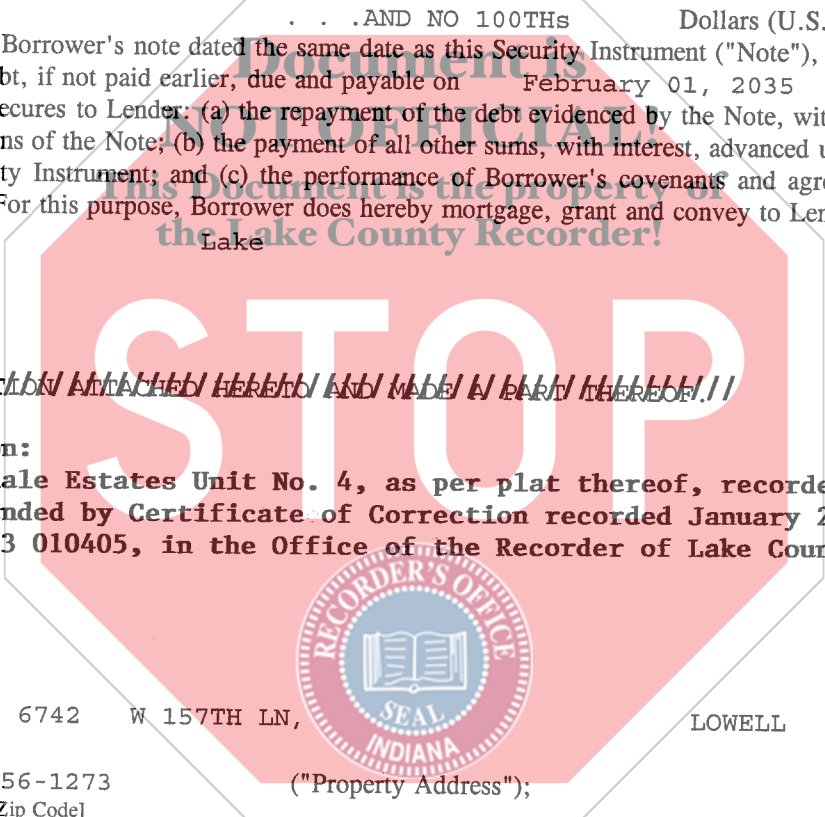 . . .AND NO 100THs Dollars (U.S.
Borrower's note dated the same date as this Security Instrument ("Note"),
Document is
bt, if not paid earlier, due and payable on February 01, 2035
ecures to Lender: (a) the repayment of the debt evidenced by the Note, wit
NOT OFFICIAL!
ns of the Note; (b) the payment of all other sums, with interest, advanced u
ty Instrument; and (c) the performance of Borrower's covenants and agre
This Document is the property of
For this purpose, Borrower does hereby mortgage, grant and convey to Len
the Lake County Recorder!
Lake
STOP
ATTACHED HERETO AND MADE A PART THEREOF.
n:
ale Estates Unit No. 4, as per plat thereof, recorde
nded by Certificate of Correction recorded January 2
3 010405, in the Office of the Recorder of Lake Coun
RECORDER'S OFFICE
SEAL
INDIANA
6742 W 157TH LN, LOWELL
56-1273 ("Property Address");
Zip Code]